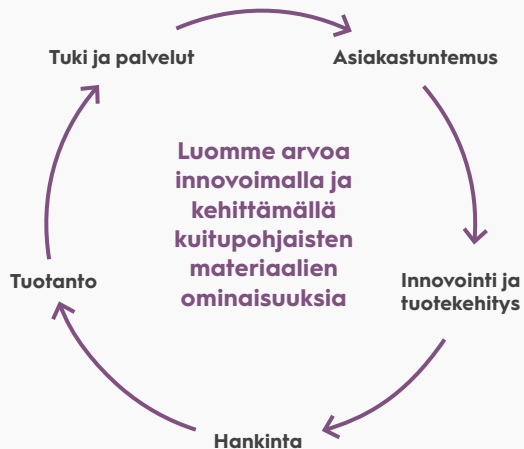 Tuki ja palvelut
Asiakastuntemus
Luomme arvoa
innovoimalla ja
kehittämällä
kuitupohjaisten
materiaalien
ominaisuuksia
Tuotanto
Innovointi ja
tuotekehitys
Hankinta